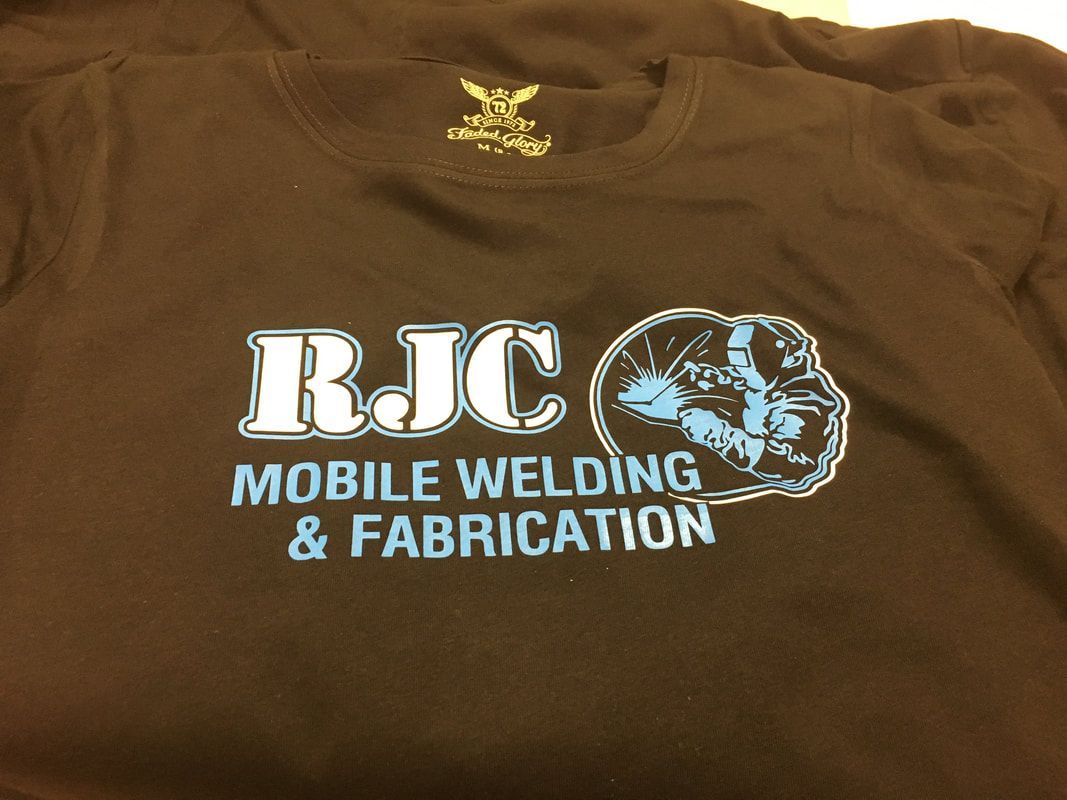 72
SINCE 1972
Faded Glory
M
RJC
MOBILE WELDING
& FABRICATION